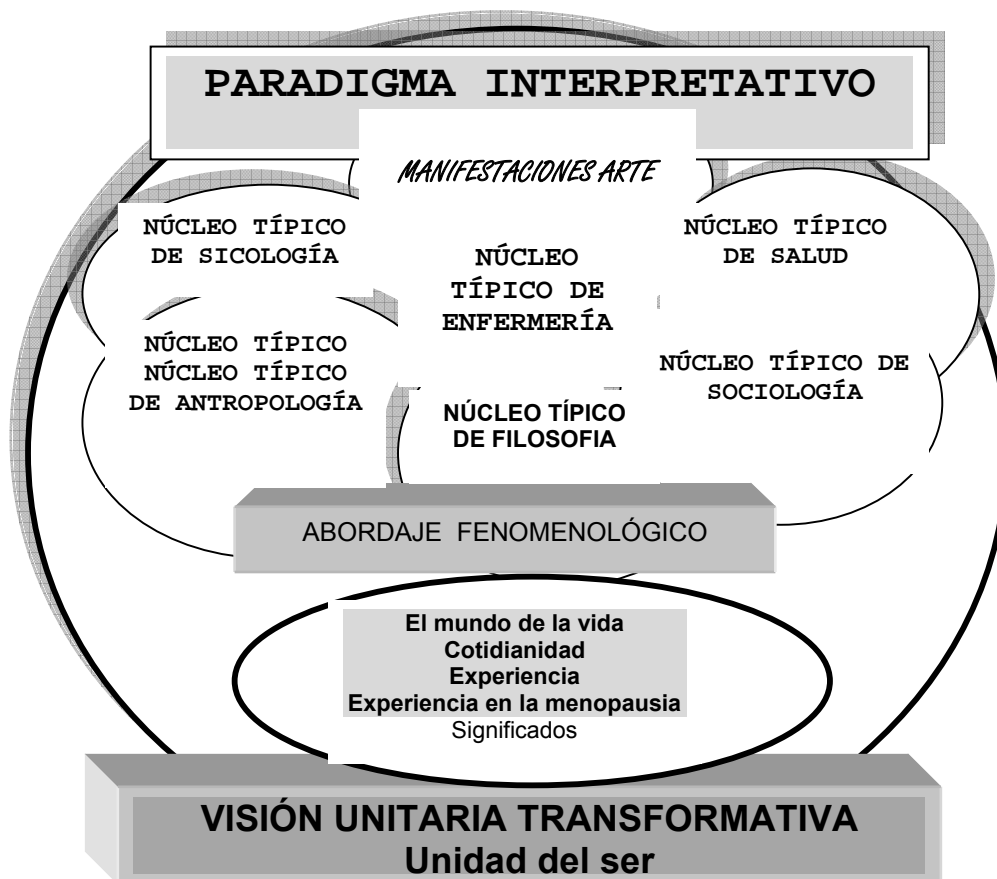 PARADIGMA INTERPRETATIVO
MANIFESTACIONES ARTE
NÚCLEO TÍPICO
DE SICOLOGÍA
NÚCLEO TÍPICO
DE SALUD
NÚCLEO
TÍPICO DE
ENFERMERÍA
NÚCLEO TÍPICO
NÚCLEO TÍPICO
DE ANTROPOLOGÍA
NÚCLEO TÍPICO DE
SOCIOLOGÍA
NÚCLEO TÍPICO
DE FILOSOFIA
ABORDAJE FENOMENOLÓGICO
El mundo de la vida
Cotidianidad
Experiencia
Experiencia en la menopausia
Significados
VISIÓN UNITARIA TRANSFORMATIVA
Unidad del ser